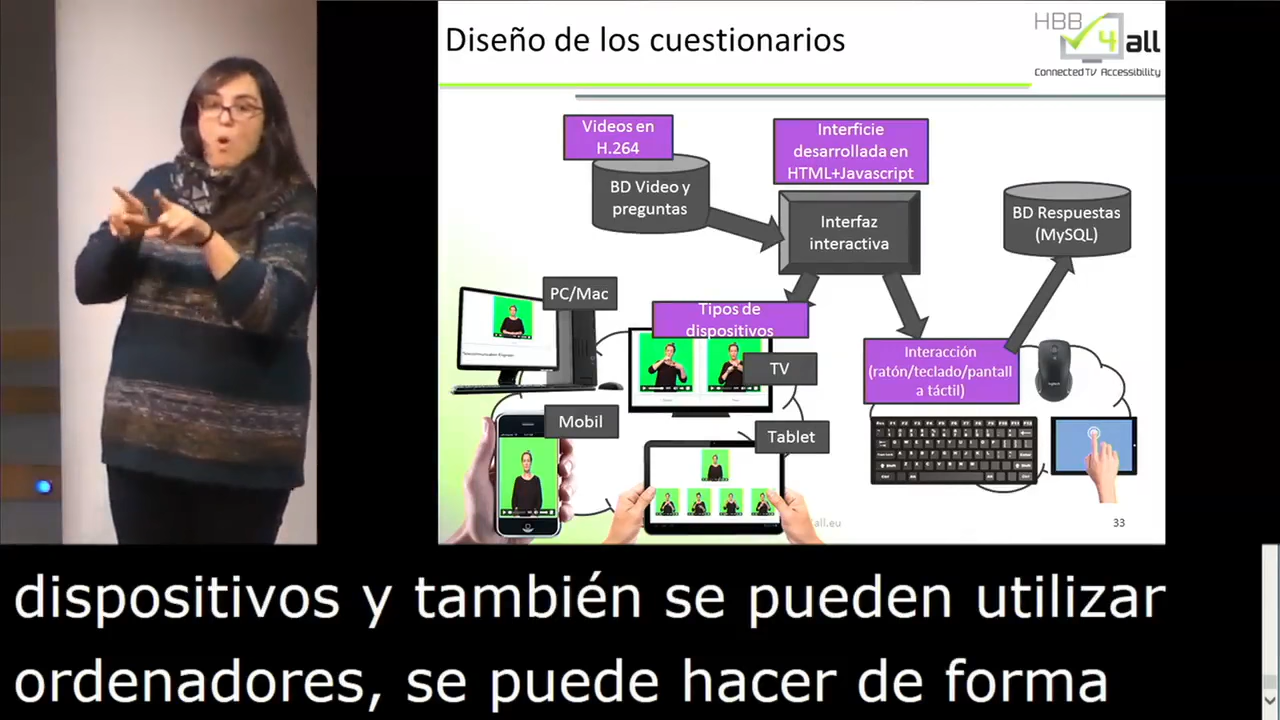 Diseño de los cuestionarios
HBB
4all
ConnectedTV Accessibility
Videos en
H.264
BD Video y
preguntas
Interficie
desarrollada en
HTML+Javascript
Interfaz
interactiva
BD Respuestas
(MySQL)
PC/Mac
Tipos de
dispositivos
TV
Mobil
Tablet
Interacción
(ratón/teclado/pantall
a táctil)
all.eu
33
dispositivos y también se pueden utilizar
ordenadores, se puede hacer de forma